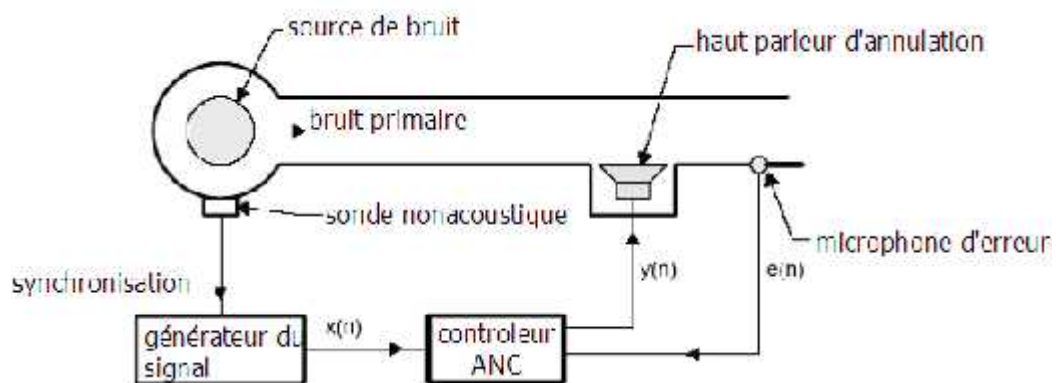 source de bruit
haut parleur d'annulation
bruit primaire
sonde nonacoustique
microphone d'erreur
synchronisation
y(n)
e(n)
générateur du
signal
x(n)
controleur
ANC